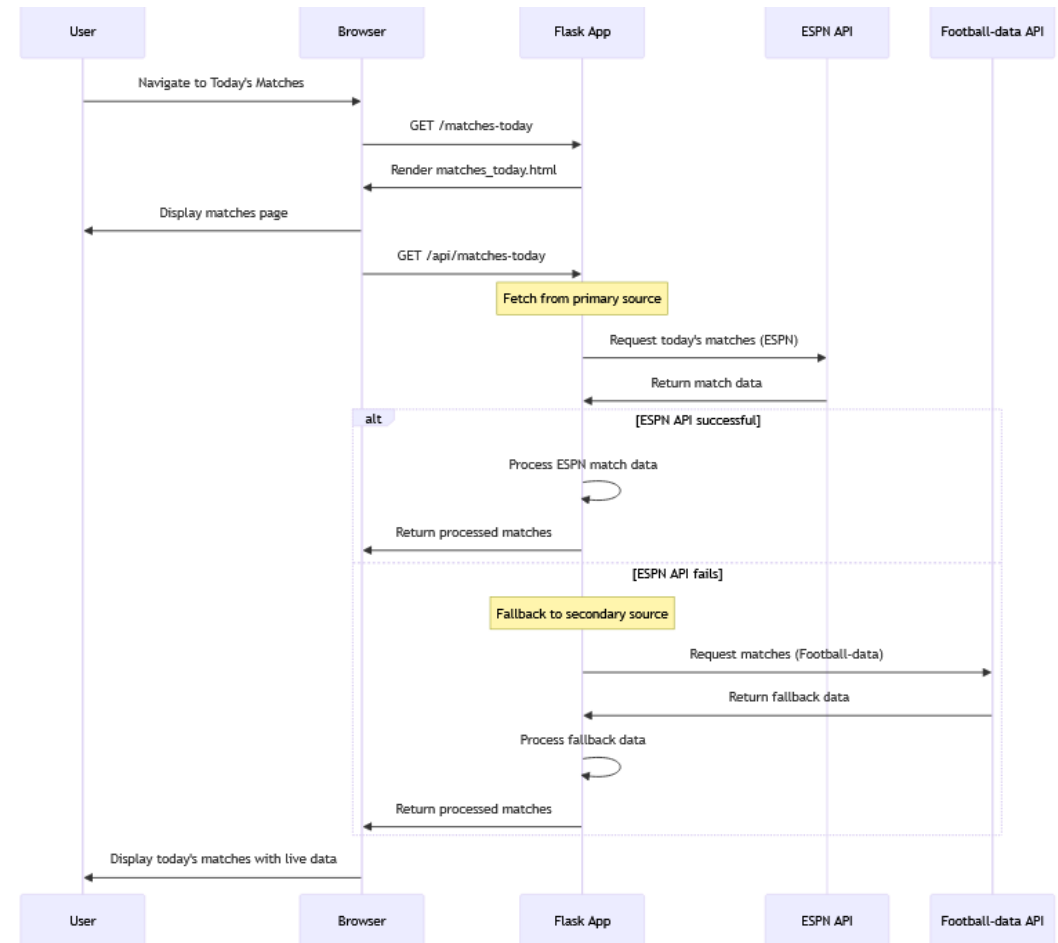 User
Browser
Flask App
ESPN API
Football-data API
Navigate to Today's Matches
GET /matches-today
Render matches_today.html
Display matches page
GET /api/matches-today
Fetch from primary source
Request today's matches (ESPN)
Return match data
alt
[ESPN API successful]
Process ESPN match data
Return processed matches
[ESPN API fails]
Fallback to secondary source
Request matches (Football-data)
Return fallback data
Process fallback data
Return processed matches
Display today's matches with live data
User
Browser
Flask App
ESPN API
Football-data API